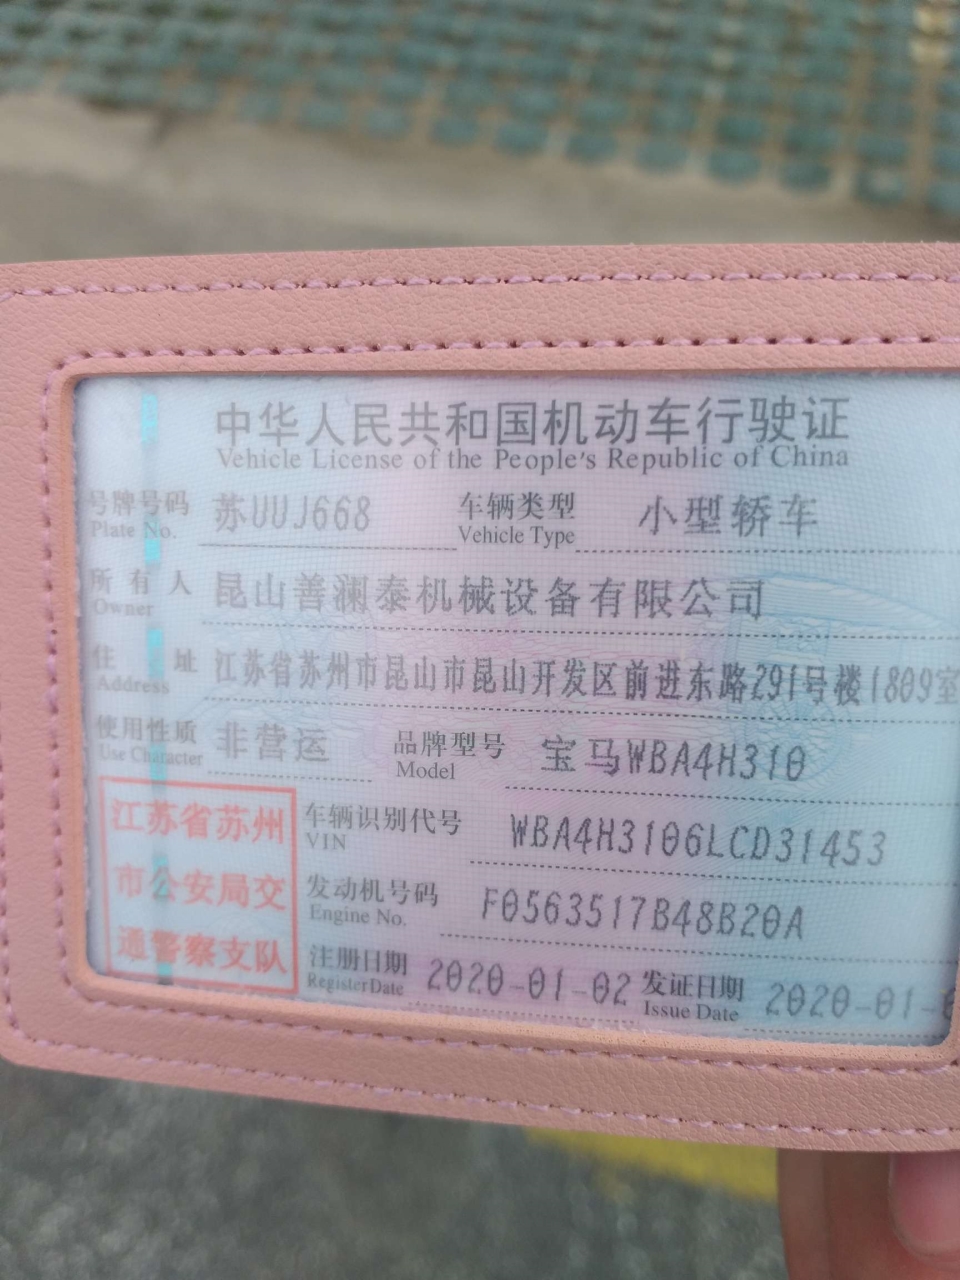 中华人民共和国机动车行驶证
Vehicle License of the People's Republic of China
号牌号码 苏UUJ668 车辆类型 小型轿车
Plate No. Vehicle Type
所有人 昆山善澜泰机械设备有限公司
Owner
住址 江苏省苏州市昆山市昆山开发区前进东路291号楼1809室
Address
使用性质 非营运 品牌型号 宝马WBA4H310
Use Character Model
江苏省苏州
市公安局交
通警察支队
车辆识别代号 WBA4H3106LCD31453
VIN
发动机号码 F0563517B48B20A
Engine No.
注册日期 2020-01-02 发证日期 2020-01-
Register Date Issue Date